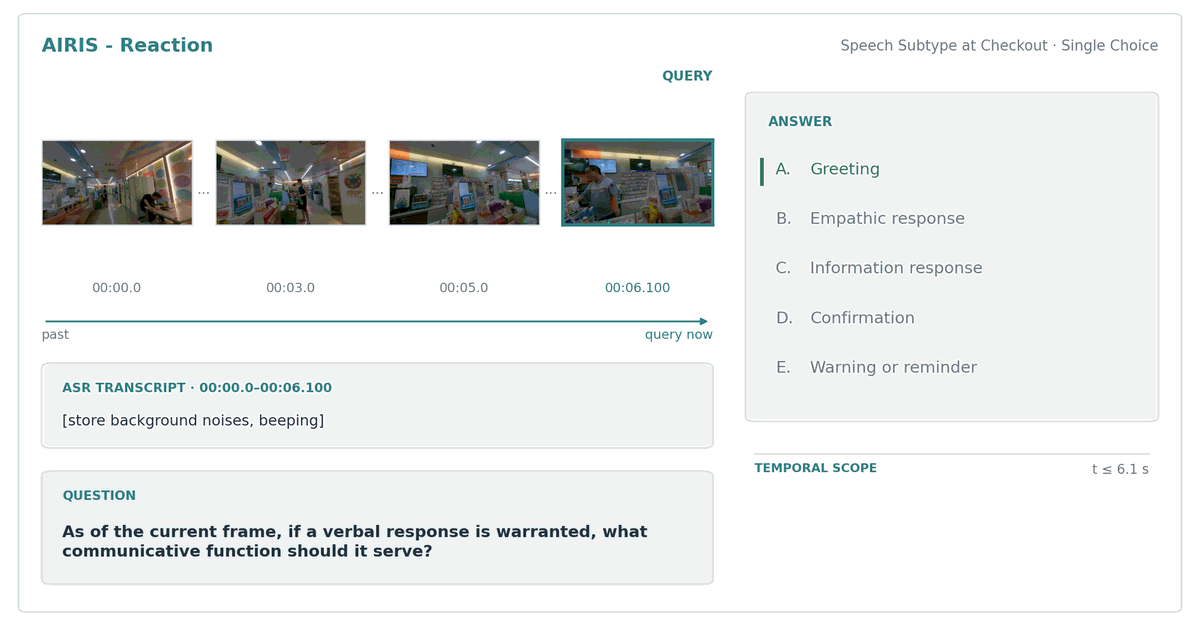 AIRIS - Reaction
Speech Subtype at Checkout · Single Choice
QUERY
...
...
...
00:00.0
00:03.0
00:05.0
00:06.100
past
query now
ASR TRANSCRIPT · 00:00.0–00:06.100
[store background noises, beeping]
QUESTION
As of the current frame, if a verbal response is warranted, what
communicative function should it serve?
ANSWER
A. Greeting
B. Empathic response
C. Information response
D. Confirmation
E. Warning or reminder
TEMPORAL SCOPE
t ≤ 6.1 s